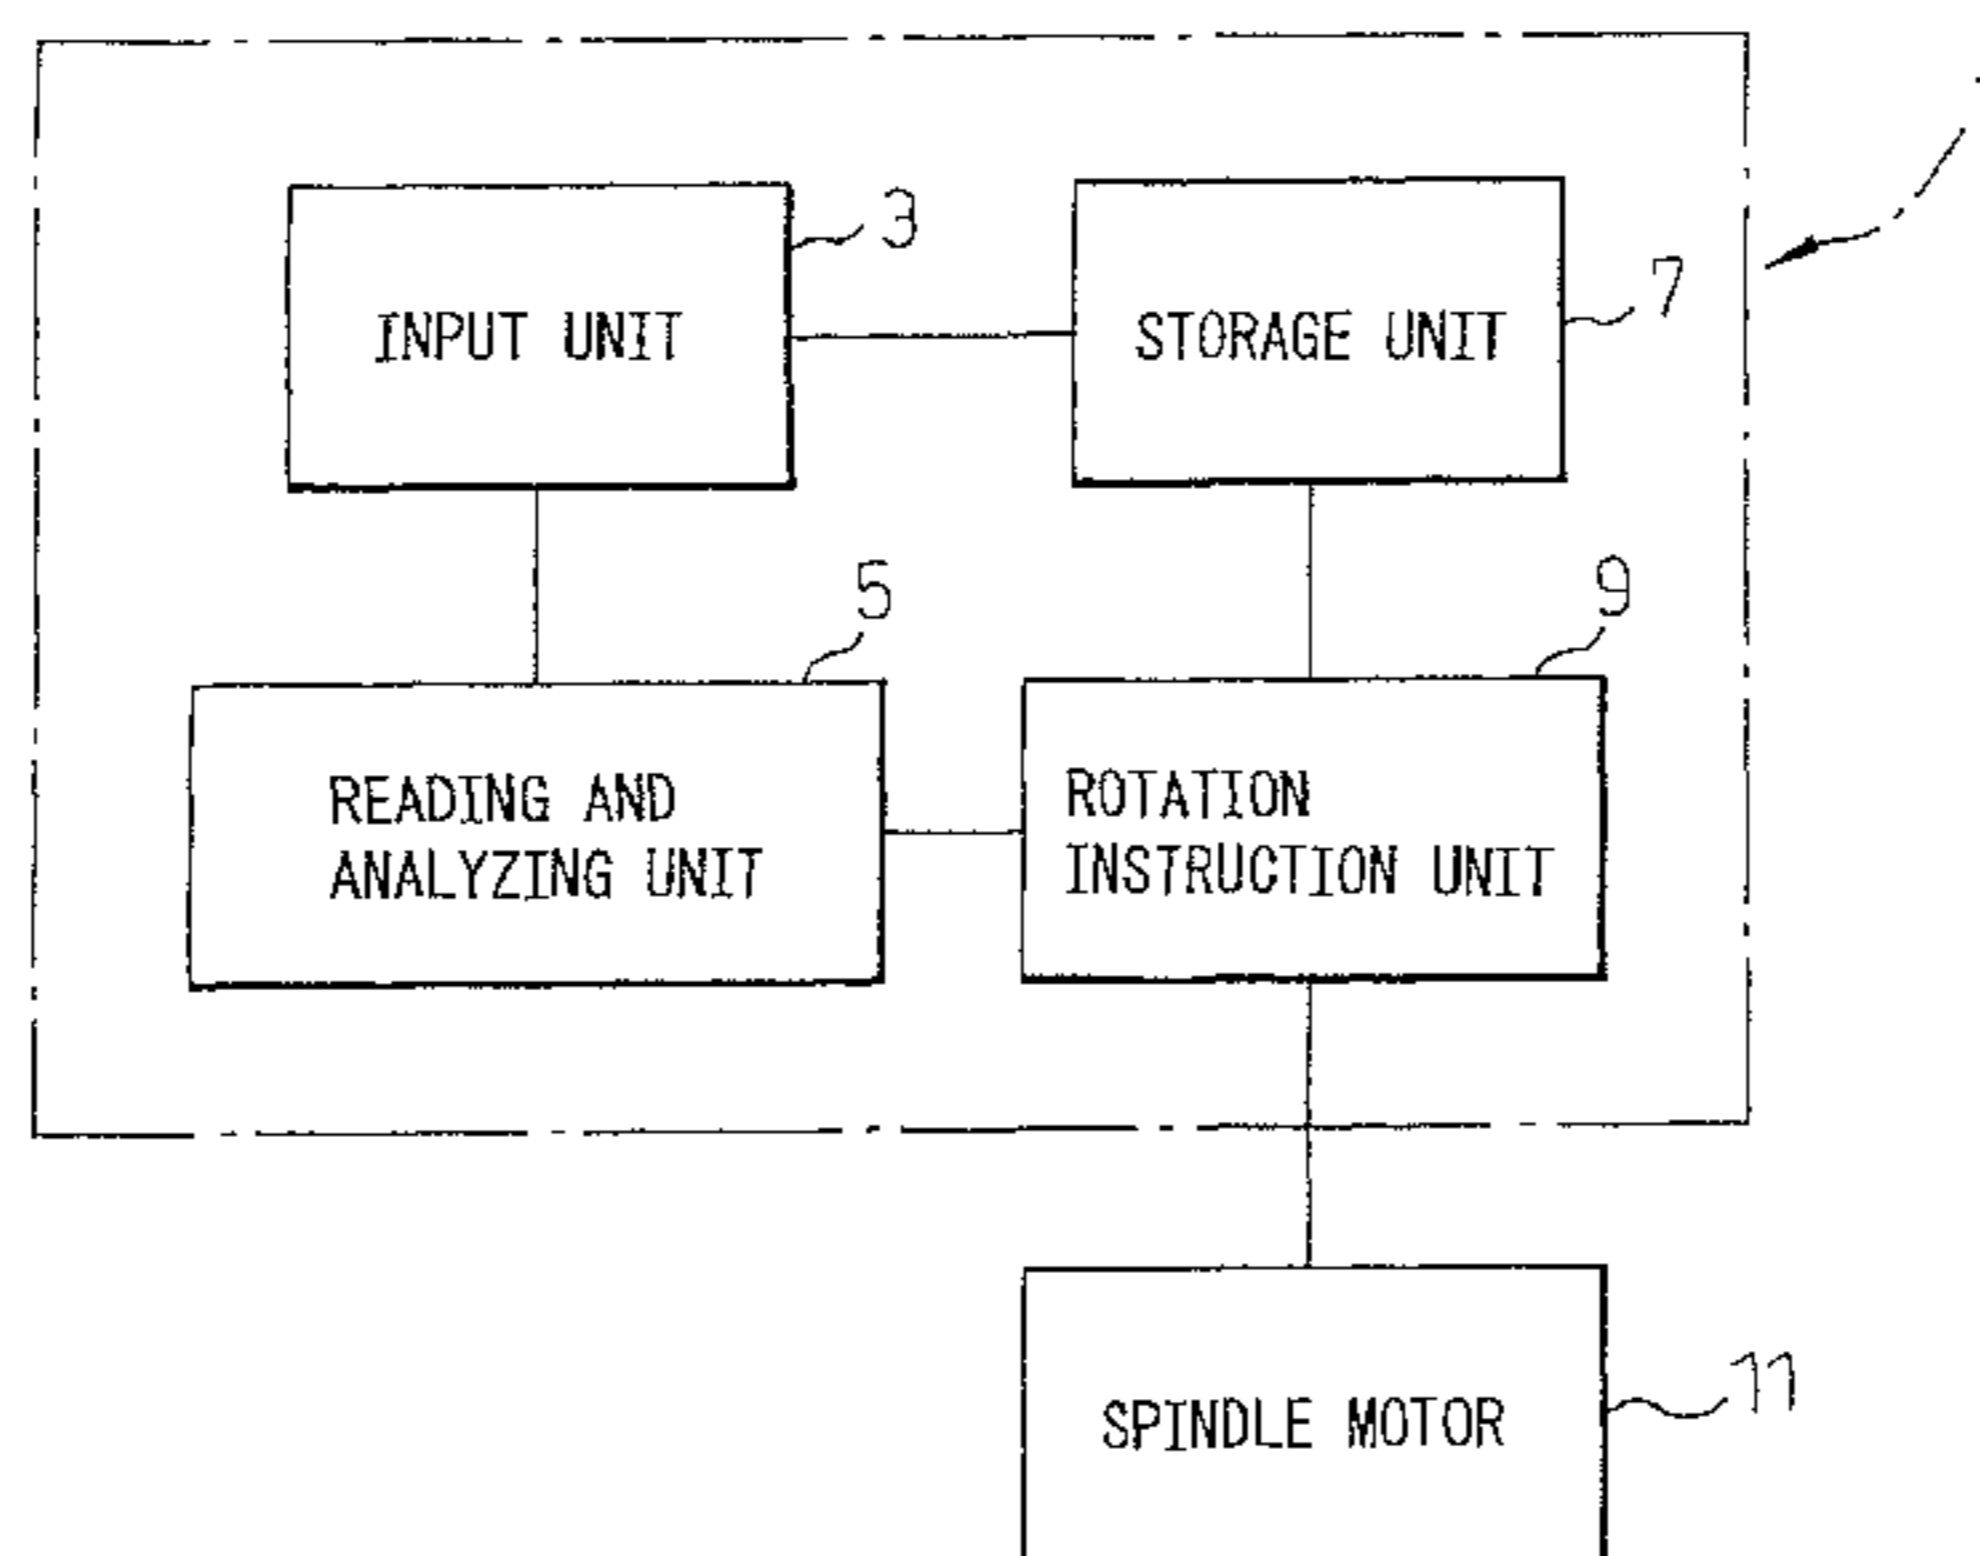 3
INPUT UNIT
7
STORAGE UNIT
5
READING AND
ANALYZING UNIT
9
ROTATION
INSTRUCTION UNIT
11
SPINDLE MOTOR